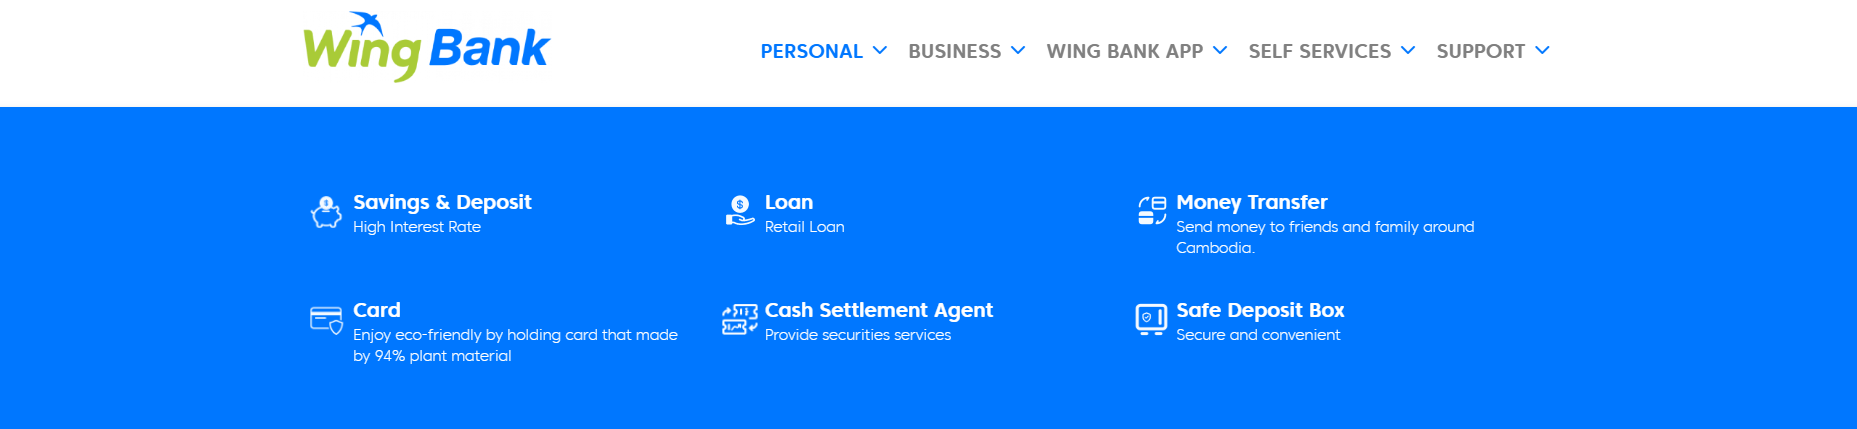 Wing Bank
PERSONAL
BUSINESS
WING BANK APP
SELF SERVICES
SUPPORT
Savings & Deposit
High Interest Rate
Loan
Retail Loan
Money Transfer
Send money to friends and family around
Cambodia.
Card
Enjoy eco-friendly by holding card that made
by 94% plant material
Cash Settlement Agent
Provide securities services
Safe Deposit Box
Secure and convenient